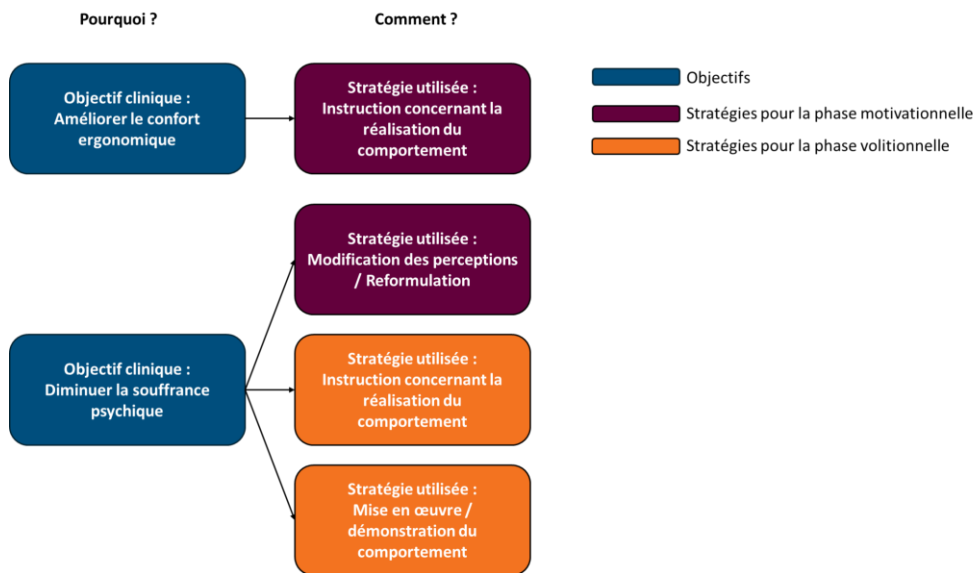 Pourquoi ?
Comment ?
Objectif clinique :
Améliorer le confort
ergonomique
Stratégie utilisée :
Instruction concernant la
réalisation du
comportement
Objectifs
Stratégies pour la phase motivationnelle
Stratégies pour la phase volitionnelle
Stratégie utilisée :
Modification des perceptions
/ Reformulation
Objectif clinique :
Diminuer la souffrance
psychique
Stratégie utilisée :
Instruction concernant la
réalisation du
comportement
Stratégie utilisée :
Mise en œuvre /
démonstration du
comportement